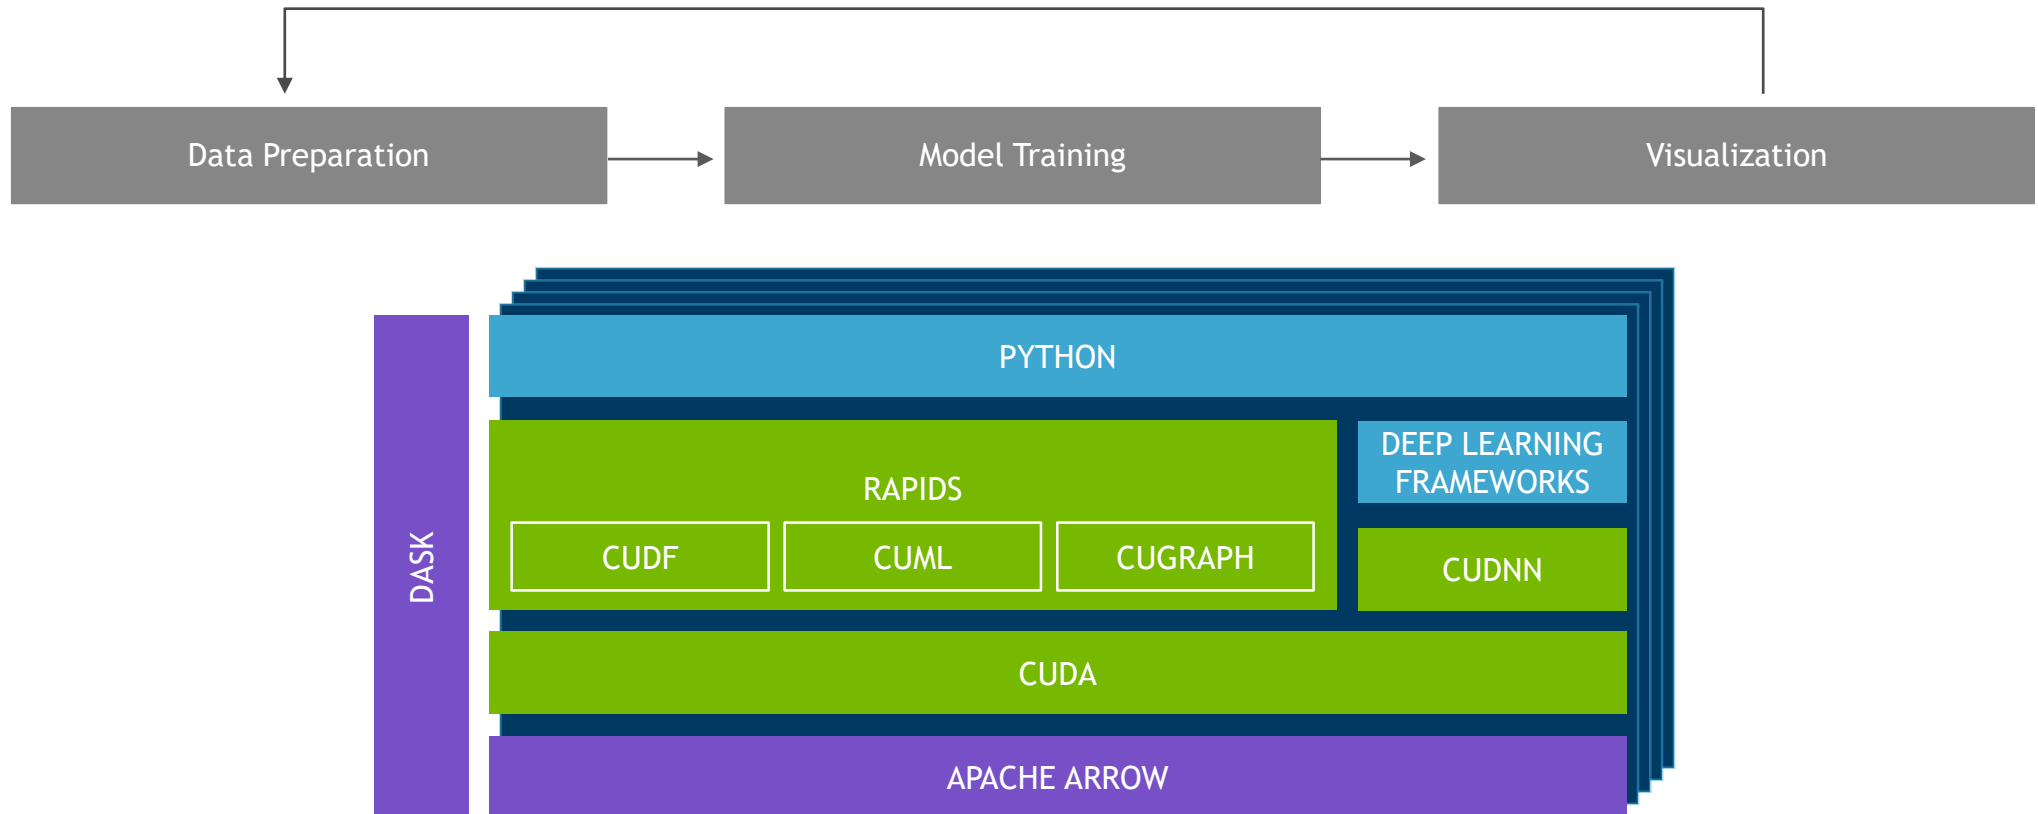 Data Preparation
Model Training
Visualization
DASK
PYTHON
RAPIDS
CUDF
CUML
CUGRAPH
DEEP LEARNING
FRAMEWORKS
CUDNN
CUDA
APACHE ARROW